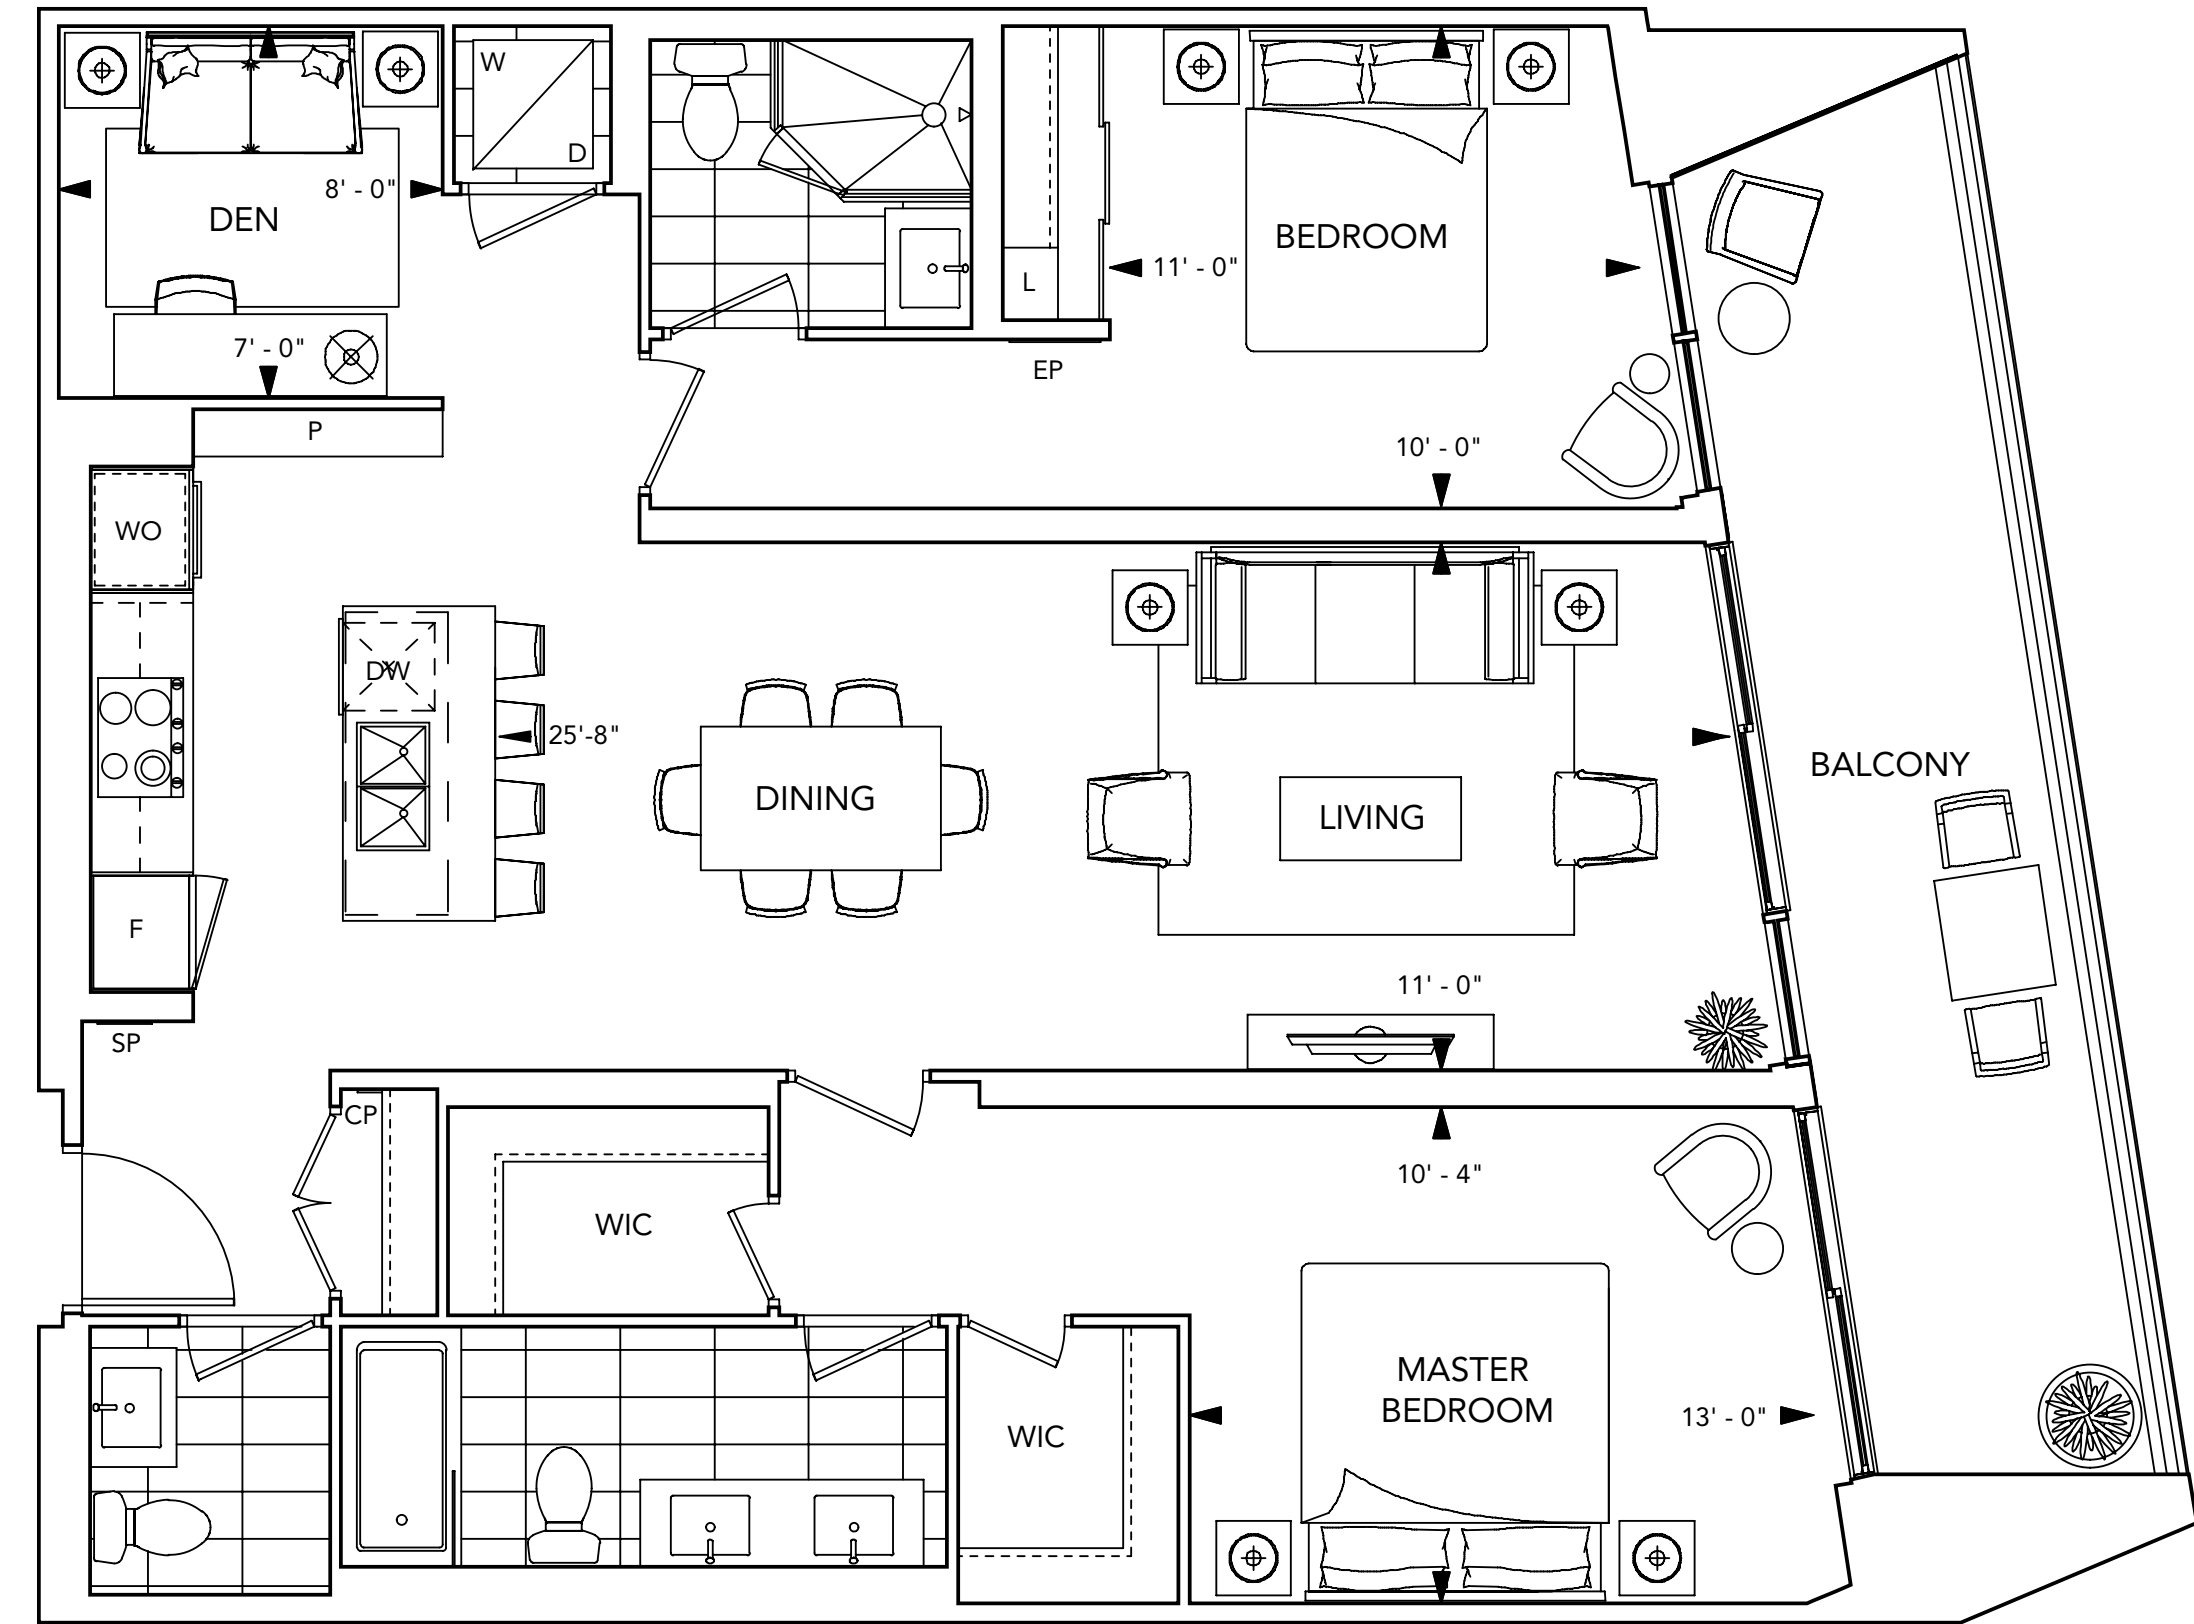 W
D
8' - 0"
DEN
BEDROOM
11' - 0"
L
7' - 0"
EP
P
10' - 0"
WO
DW
25'-8"
BALCONY
DINING
LIVING
F
11' - 0"
SP
CP
10' - 4"
WIC
MASTER
BEDROOM
13' - 0"
WIC